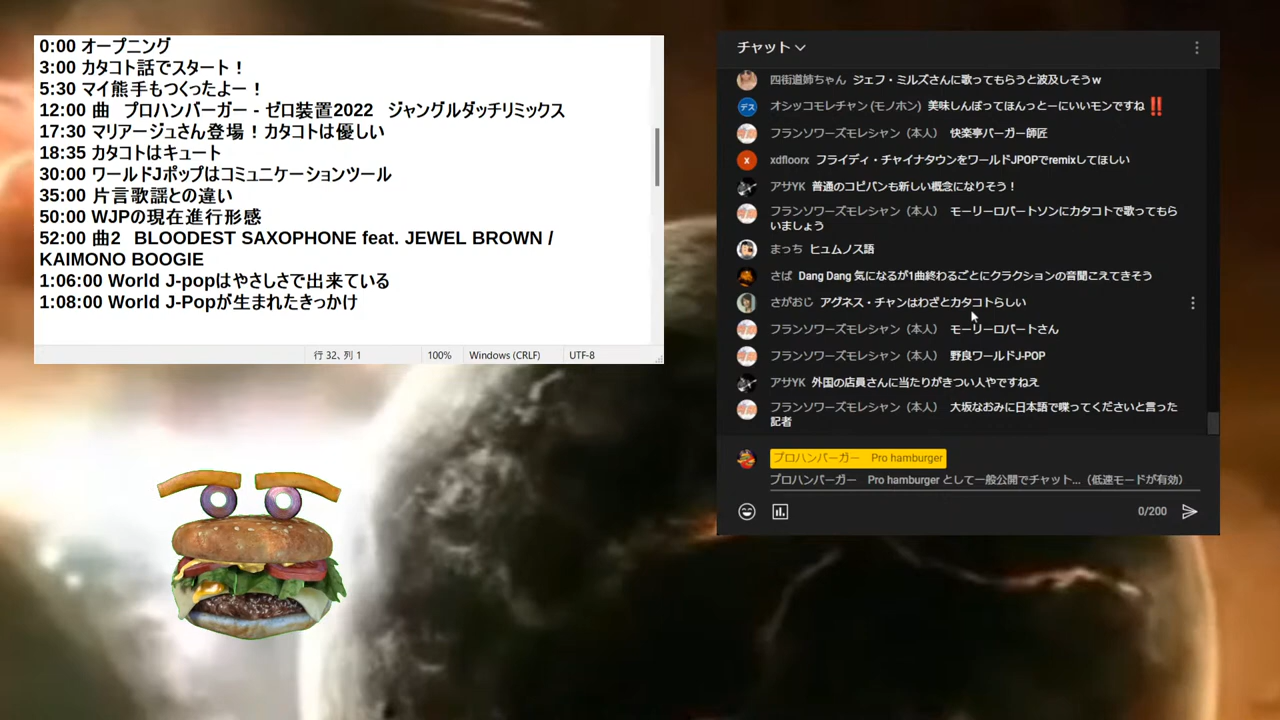 0:00 オープニング
3:00 カタコト話でスタート！
5:30 マイ熊手もつくったよー！
12:00 曲　プロハンバーガー - ゼロ装置2022　ジャングルダッチリミックス
17:30 マリアージュさん登場！カタコトは優しい
18:35 カタコトはキュート
30:00 ワールドJポップはコミュニケーションツール
35:00 片言歌謡との違い
50:00 WJPの現在進行形感
52:00 曲2　BLOODEST SAXOPHONE feat. JEWEL BROWN /
KAIMONO BOOGIE
1:06:00 World J-popはやさしさで出来ている
1:08:00 World J-Popが生まれたきっかけ
行 32、列 1
100%
Windows (CRLF)
UTF-8
チャット
四街道姉ちゃん ジェフ・ミルズさんに歌ってもらうと波及しそうｗ
オシッコモレチャン (モノホン) 美味しんぼってほんっとーにいいモンですね‼
フランソワーズモレシャン（本人） 快楽亭バーガー師匠
xdfloorx フライディ・チャイナタウンをワールドJPOPでremixしてほしい
アサYK 普通のコピバンも新しい概念になりそう！
フランソワーズモレシャン（本人） モーリーロバートソンにカタコトで歌ってもら
いましょう
まっち ヒュムノス語
さば Dang Dang 気になるが1曲終わるごとにクラクションの音聞こえてきそう
さがおじ アグネス・チャンはわざとカタコトらしい
フランソワーズモレシャン（本人） モーリーロバートさん
フランソワーズモレシャン（本人） 野良ワールドJ-POP
アサYK 外国の店員さんに当たりがきつい人やですねえ
フランソワーズモレシャン（本人） 大坂なおみに日本語で喋ってくださいと言った
記者
プロハンバーガー　Pro hamburger
プロハンバーガー　Pro hamburger として一般公開でチャット...（低速モードが有効）
0/200